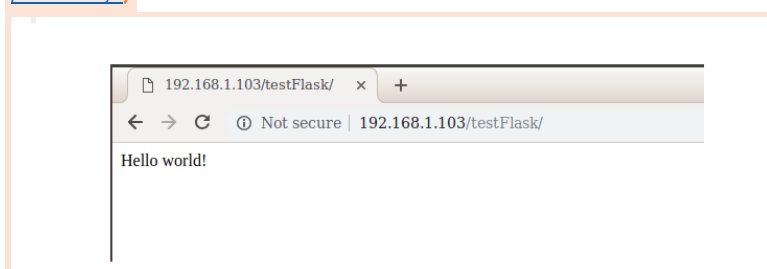 192.168.1.103/testFlask/ × +
Not secure | 192.168.1.103/testFlask/
Hello world!